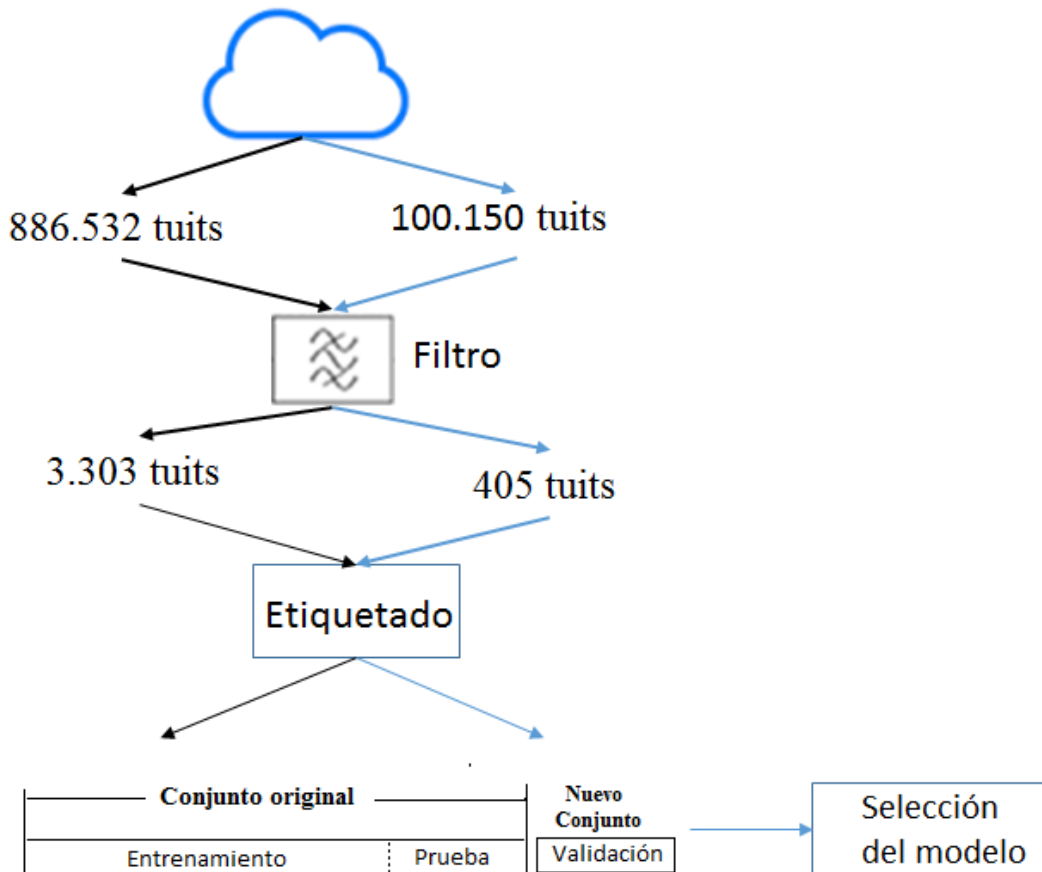 886.532 tuits
100.150 tuits
Filtro
3.303 tuits
405 tuits
Etiquetado
Conjunto original
Nuevo
Conjunto
Entrenamiento
Prueba
Validación
Selección
del modelo